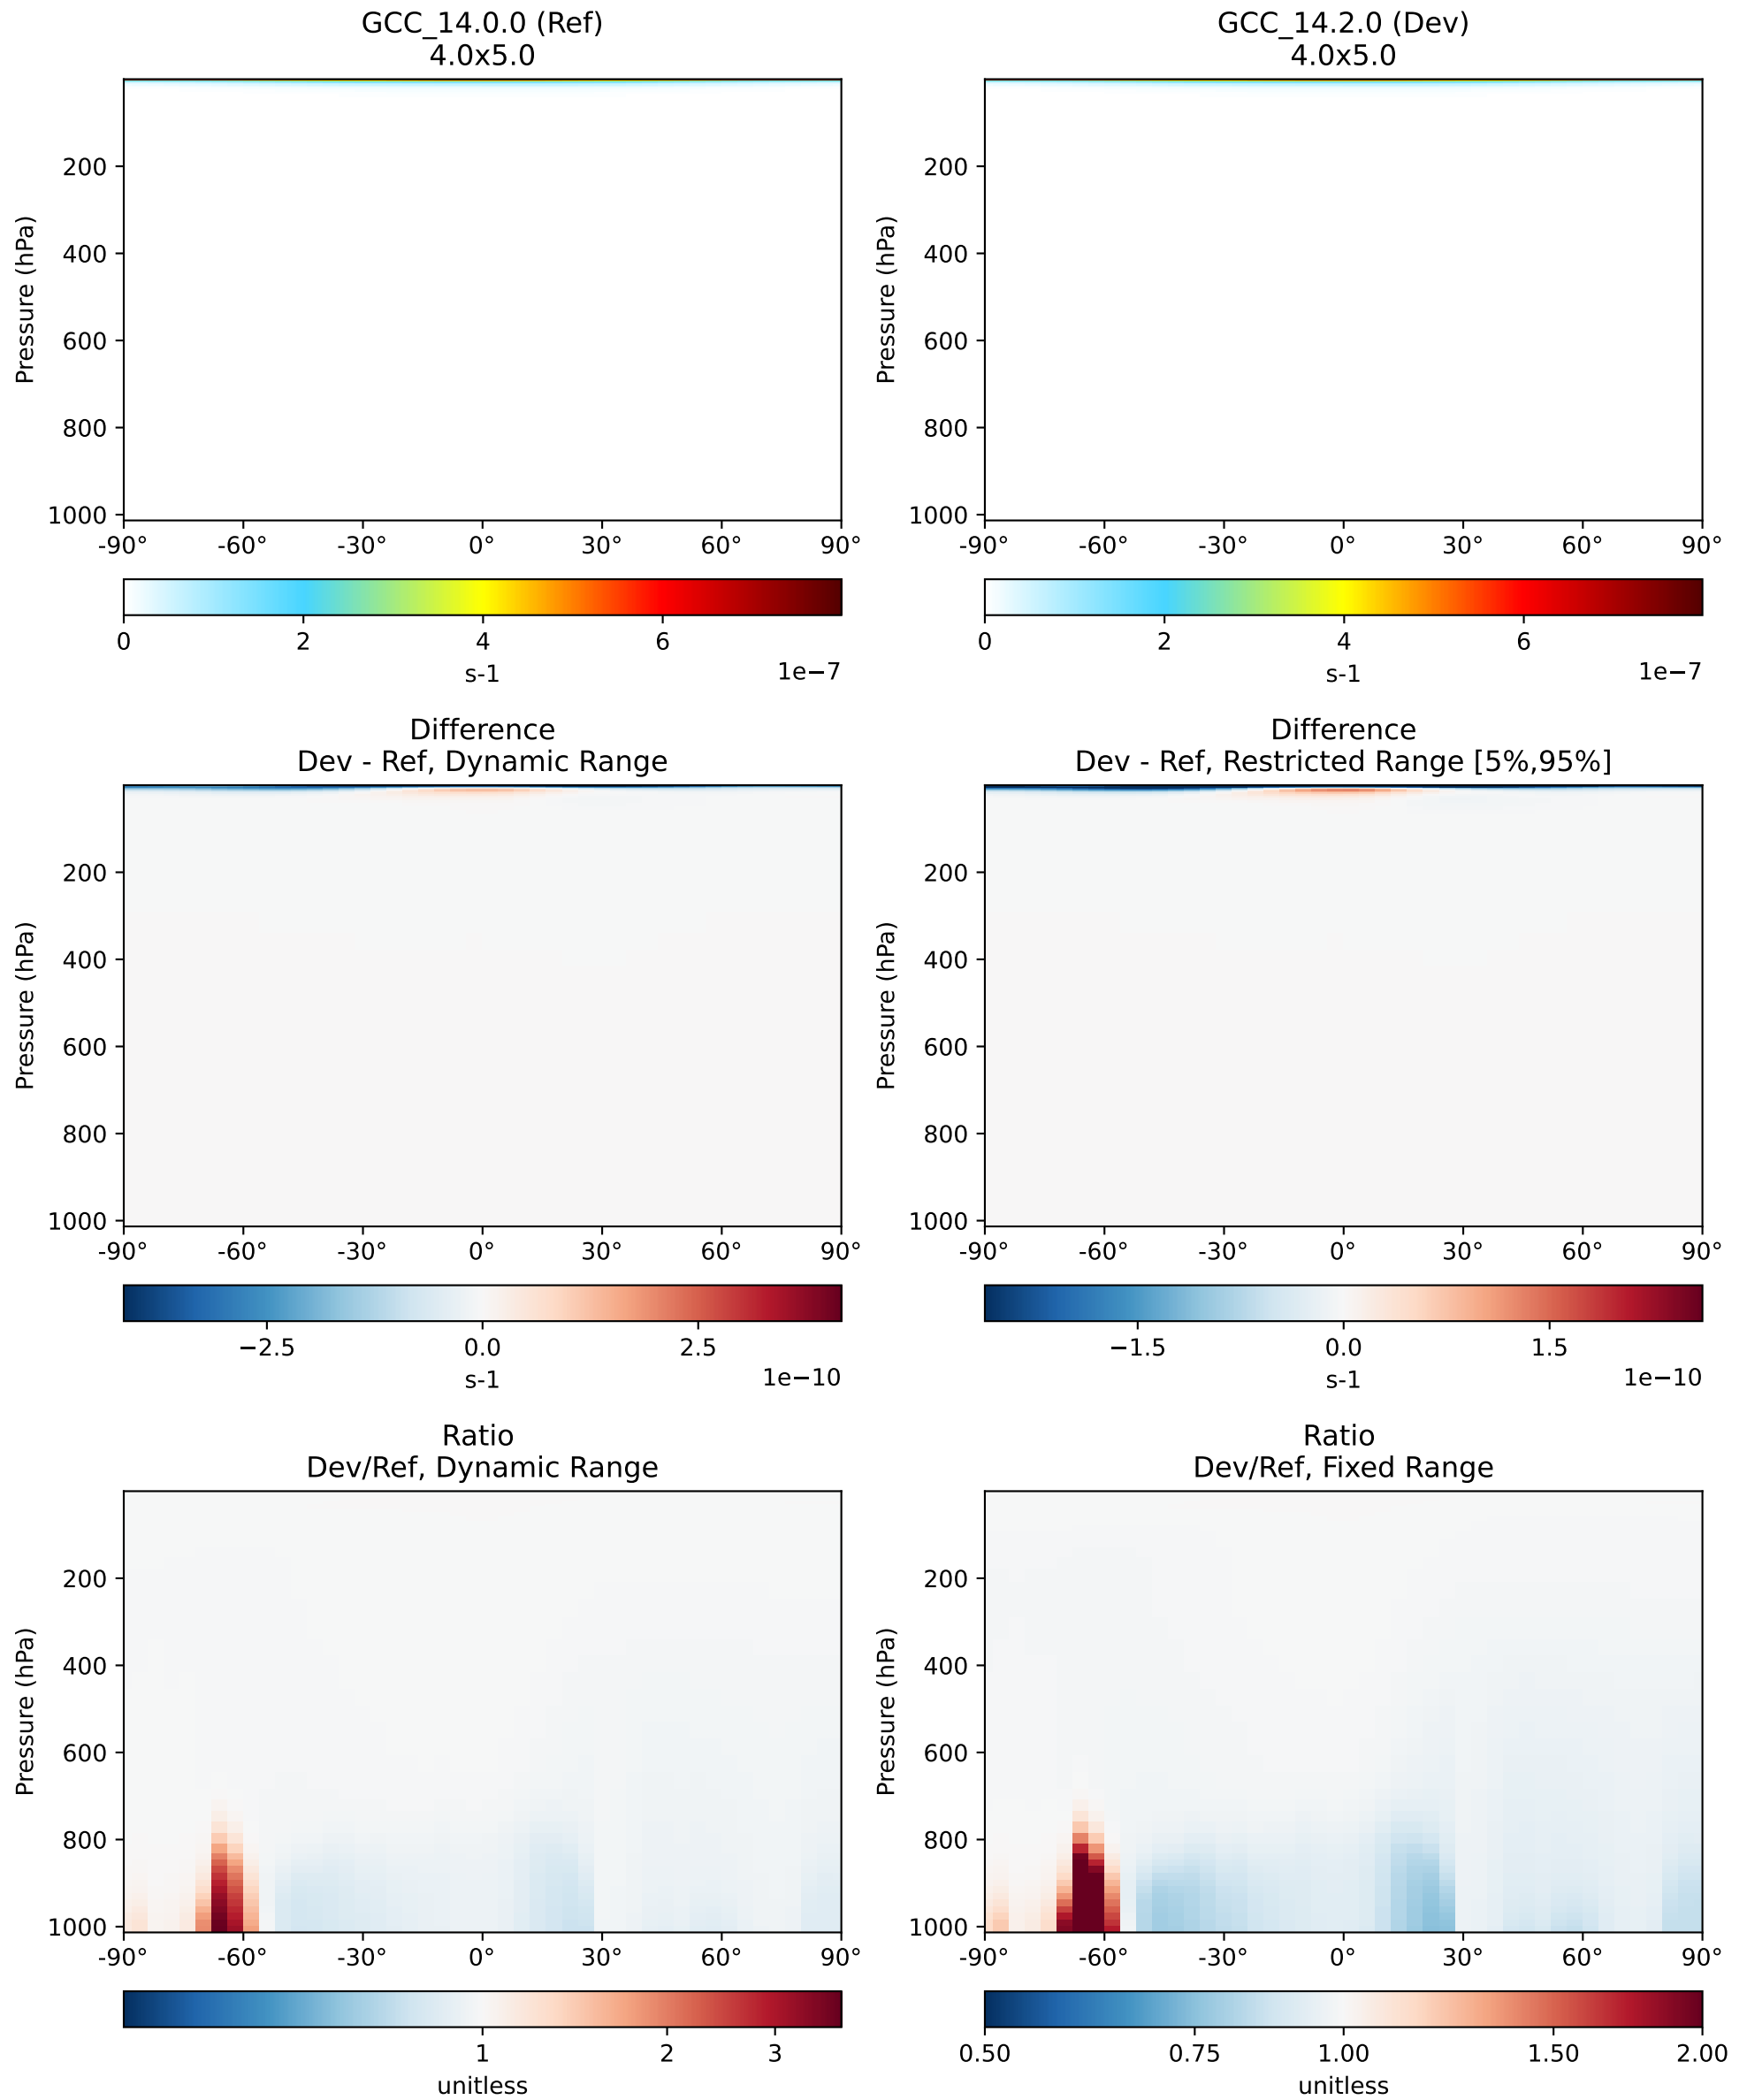 GCC_14.0.0 (Ref)
4.0x5.0
Pressure (hPa)
200
400
600
800
1000
-90° -60° -30° 0° 30° 60° 90°
0 2 4 6
s-1
1e−7
GCC_14.2.0 (Dev)
4.0x5.0
Pressure (hPa)
200
400
600
800
1000
-90° -60° -30° 0° 30° 60° 90°
0 2 4 6
s-1
1e−7
Difference
Dev - Ref, Dynamic Range
Pressure (hPa)
200
400
600
800
1000
-90° -60° -30° 0° 30° 60° 90°
−2.5 0.0 2.5
s-1
1e−10
Difference
Dev - Ref, Restricted Range [5%,95%]
Pressure (hPa)
200
400
600
800
1000
-90° -60° -30° 0° 30° 60° 90°
−1.5 0.0 1.5
s-1
1e−10
Ratio
Dev/Ref, Dynamic Range
Pressure (hPa)
200
400
600
800
1000
-90° -60° -30° 0° 30° 60° 90°
1 2 3
unitless
Ratio
Dev/Ref, Fixed Range
Pressure (hPa)
200
400
600
800
1000
-90° -60° -30° 0° 30° 60° 90°
0.50 0.75 1.00 1.50 2.00
unitless